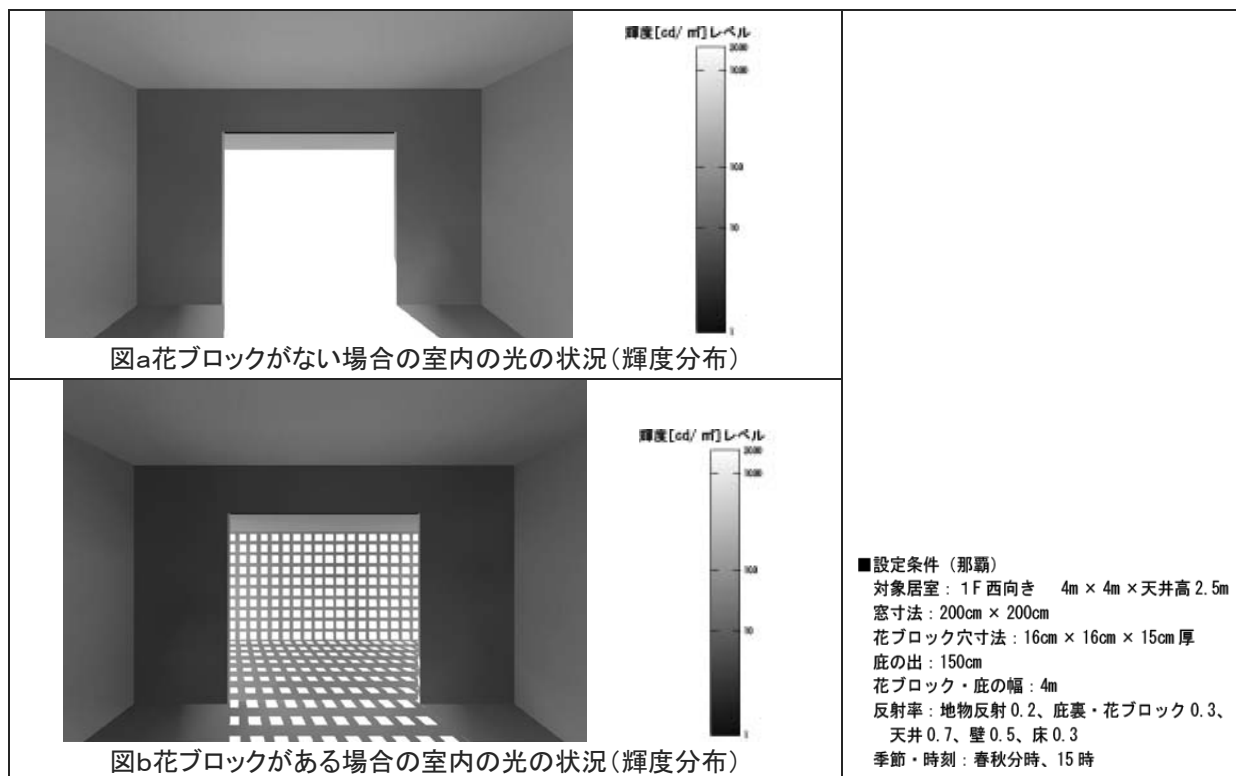 輝度[cd/㎡]レベル
2000
1000
100
10
1
図a花ブロックがない場合の室内の光の状況(輝度分布)
輝度[cd/㎡]レベル
2000
1000
100
10
1
図b花ブロックがある場合の室内の光の状況(輝度分布)
■設定条件(那覇)
対象居室:1F西向き 4m×4m×天井高2.5m
窓寸法:200cm×200cm
花ブロック穴寸法:16cm×16cm×15cm厚
庇の出:150cm
花ブロック・庇の幅:4m
反射率:地物反射0.2、庇裏・花ブロック0.3、
天井0.7、壁0.5、床0.3
季節・時刻:春秋分時、15時